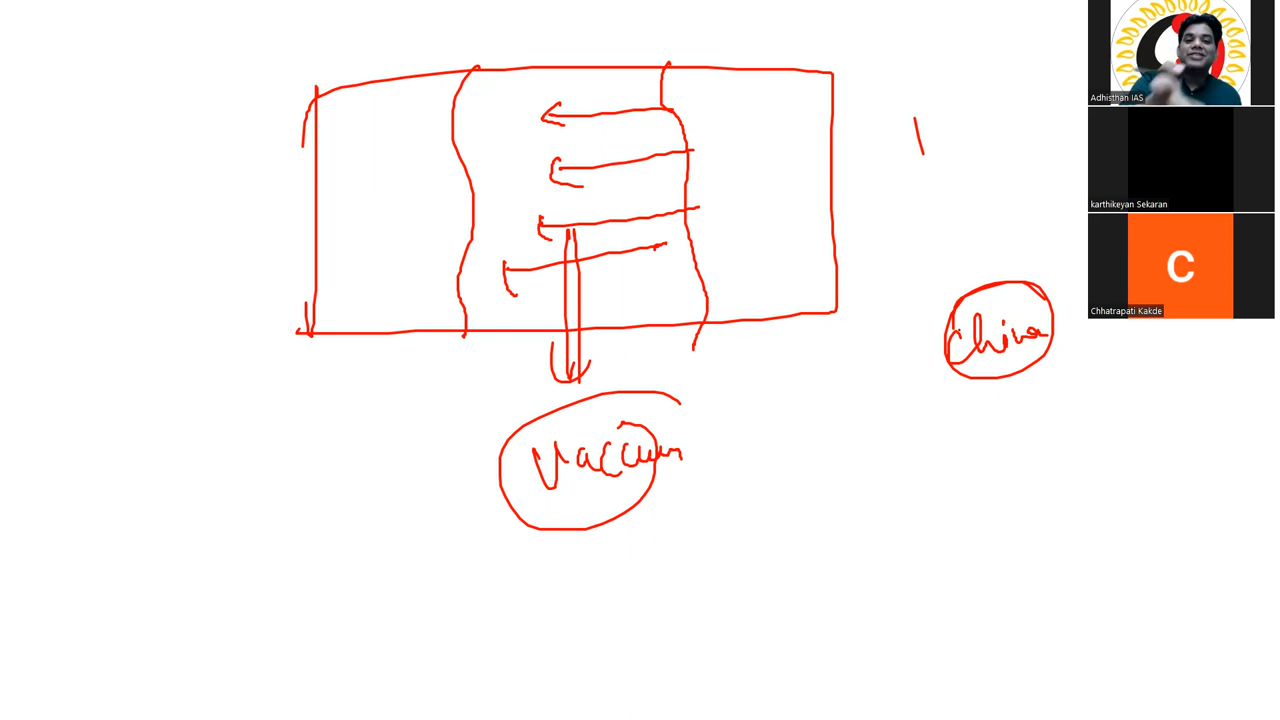 Adhisthan IAS
karthikeyan Sekaran
C
Chhatrapati Kakde
China
Vaccum